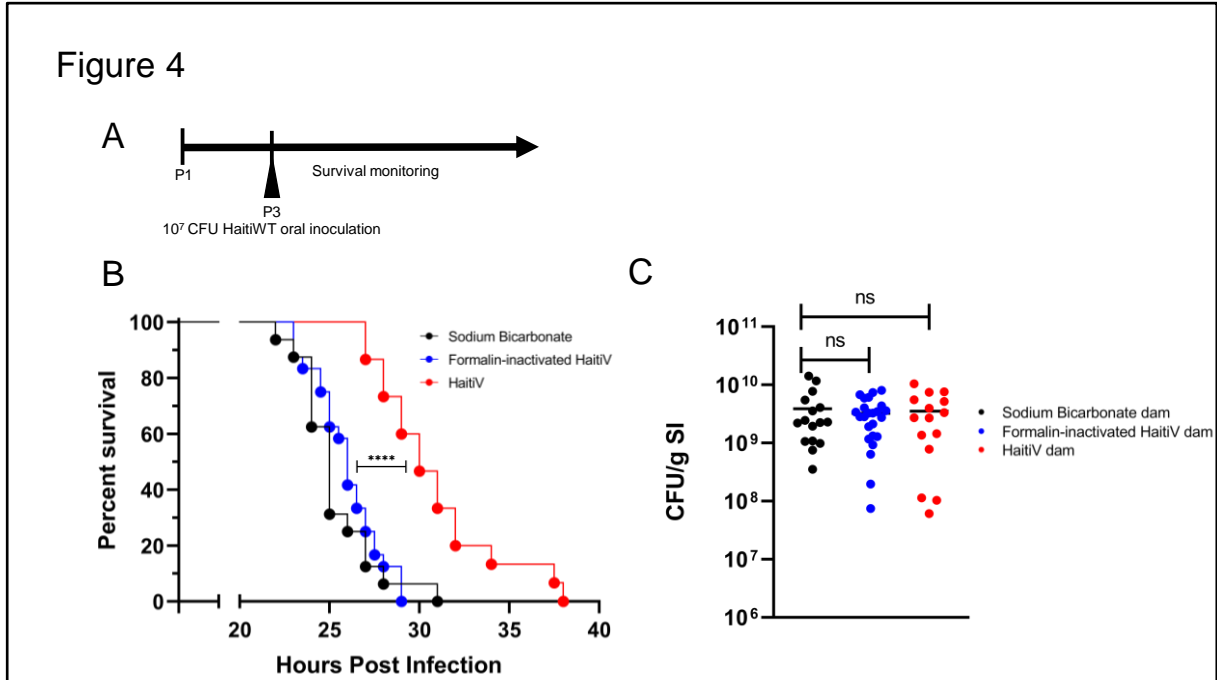 Figure 4
A
P1
Survival monitoring
P3
10⁷ CFU HaitiWT oral inoculation
B
Percent survival
100
80
60
40
20
0
20
25
30
35
40
Hours Post Infection
Sodium Bicarbonate
Formalin-inactivated HaitiV
HaitiV
****
C
CFU/g SI
10¹¹
10¹⁰
10⁹
10⁸
10⁷
10⁶
ns
ns
Sodium Bicarbonate dam
Formalin-inactivated HaitiV dam
HaitiV dam